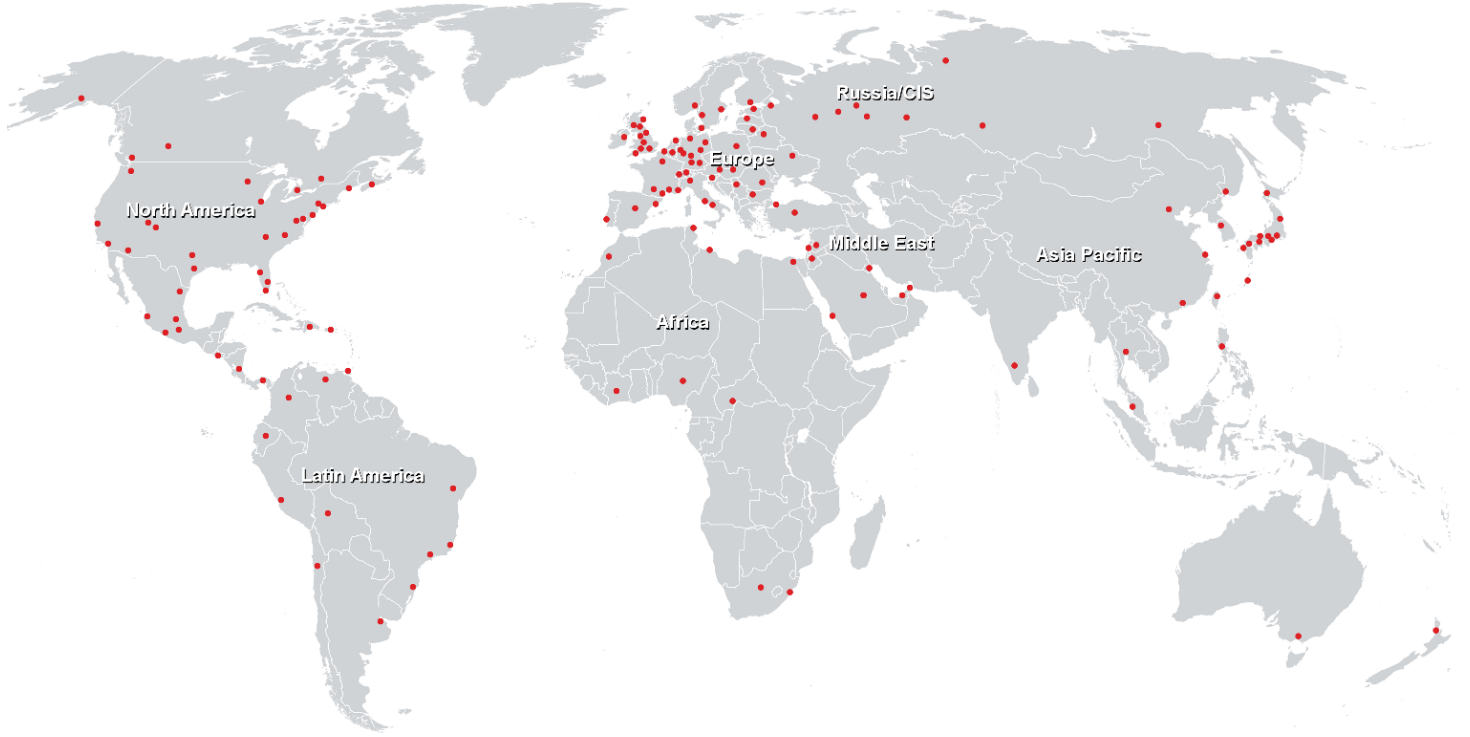 Russia/CIS
Europe
North America
Middle East
Asia Pacific
Africa
Latin America